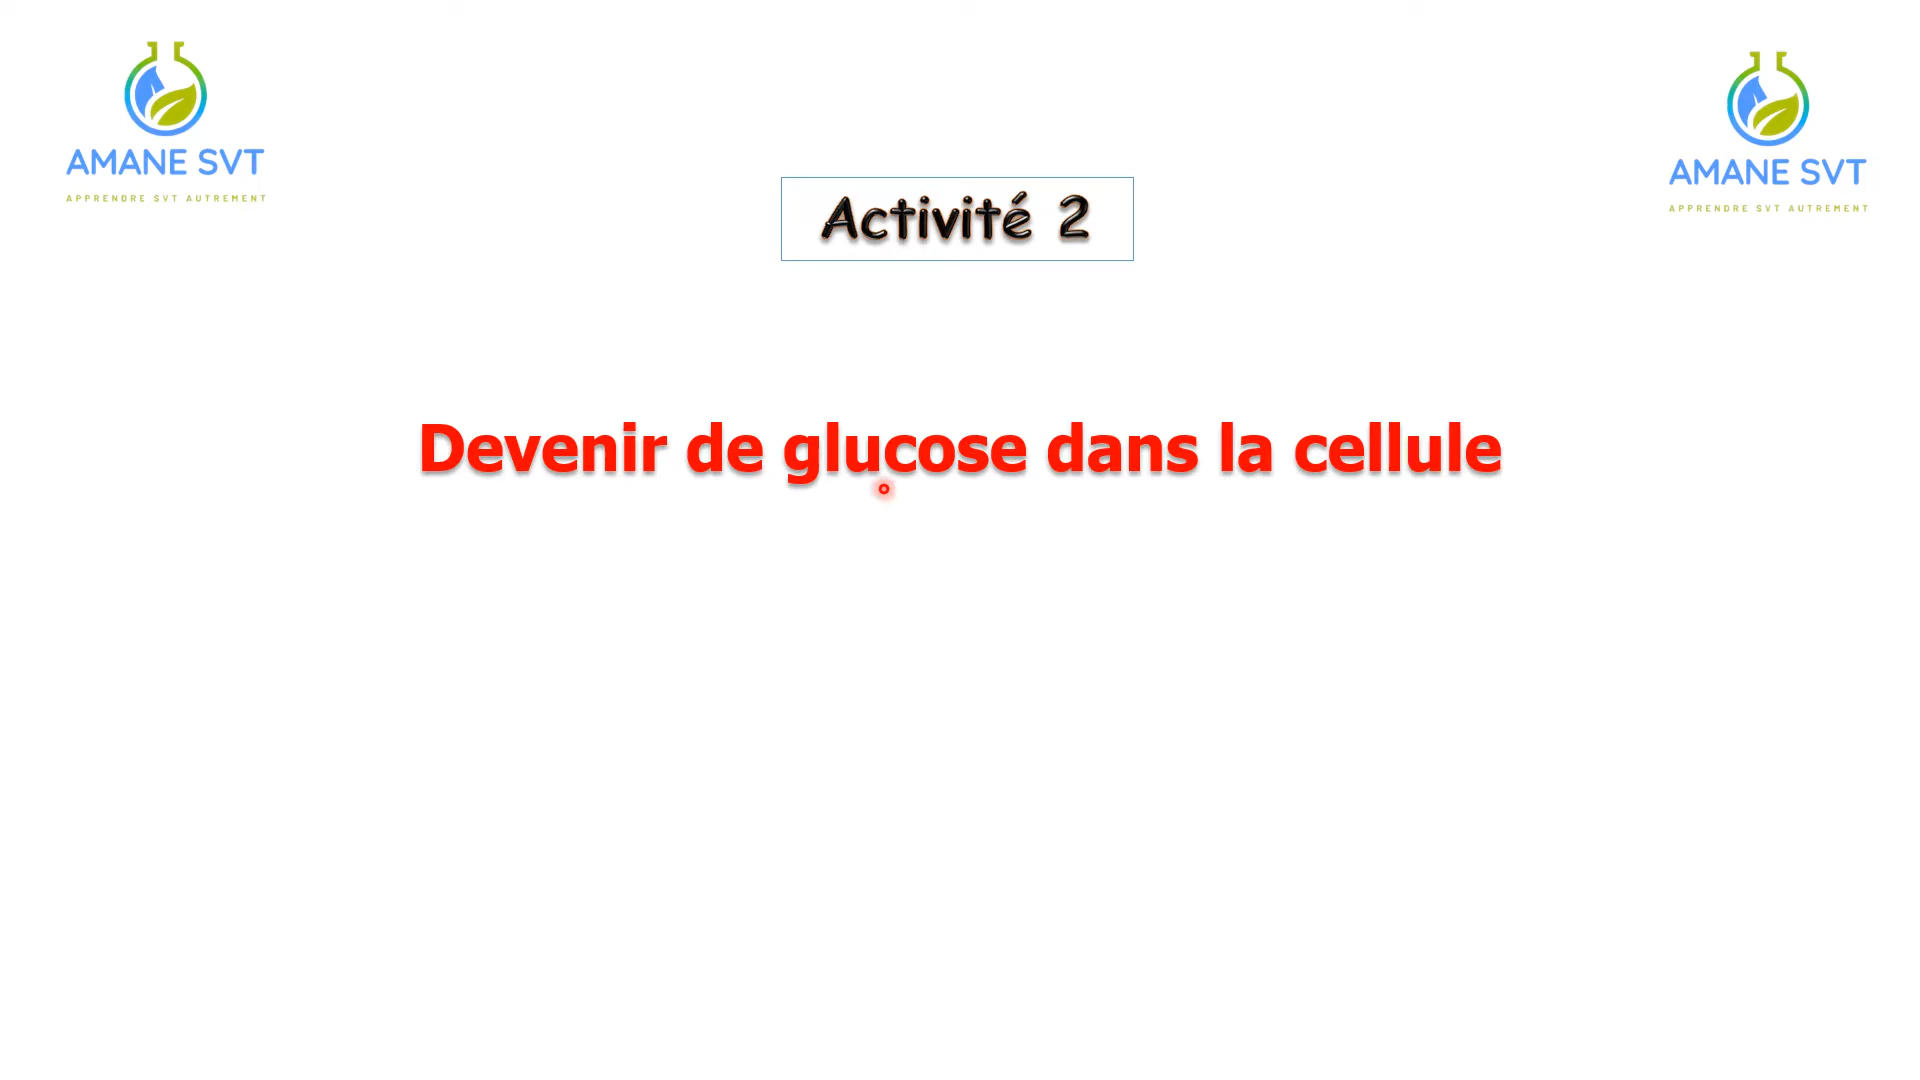 AMANE SVT
APPRENDRE SVT AUTREMENT
AMANE SVT
APPRENDRE SVT AUTREMENT
Activité 2
Devenir de glucose dans la cellule